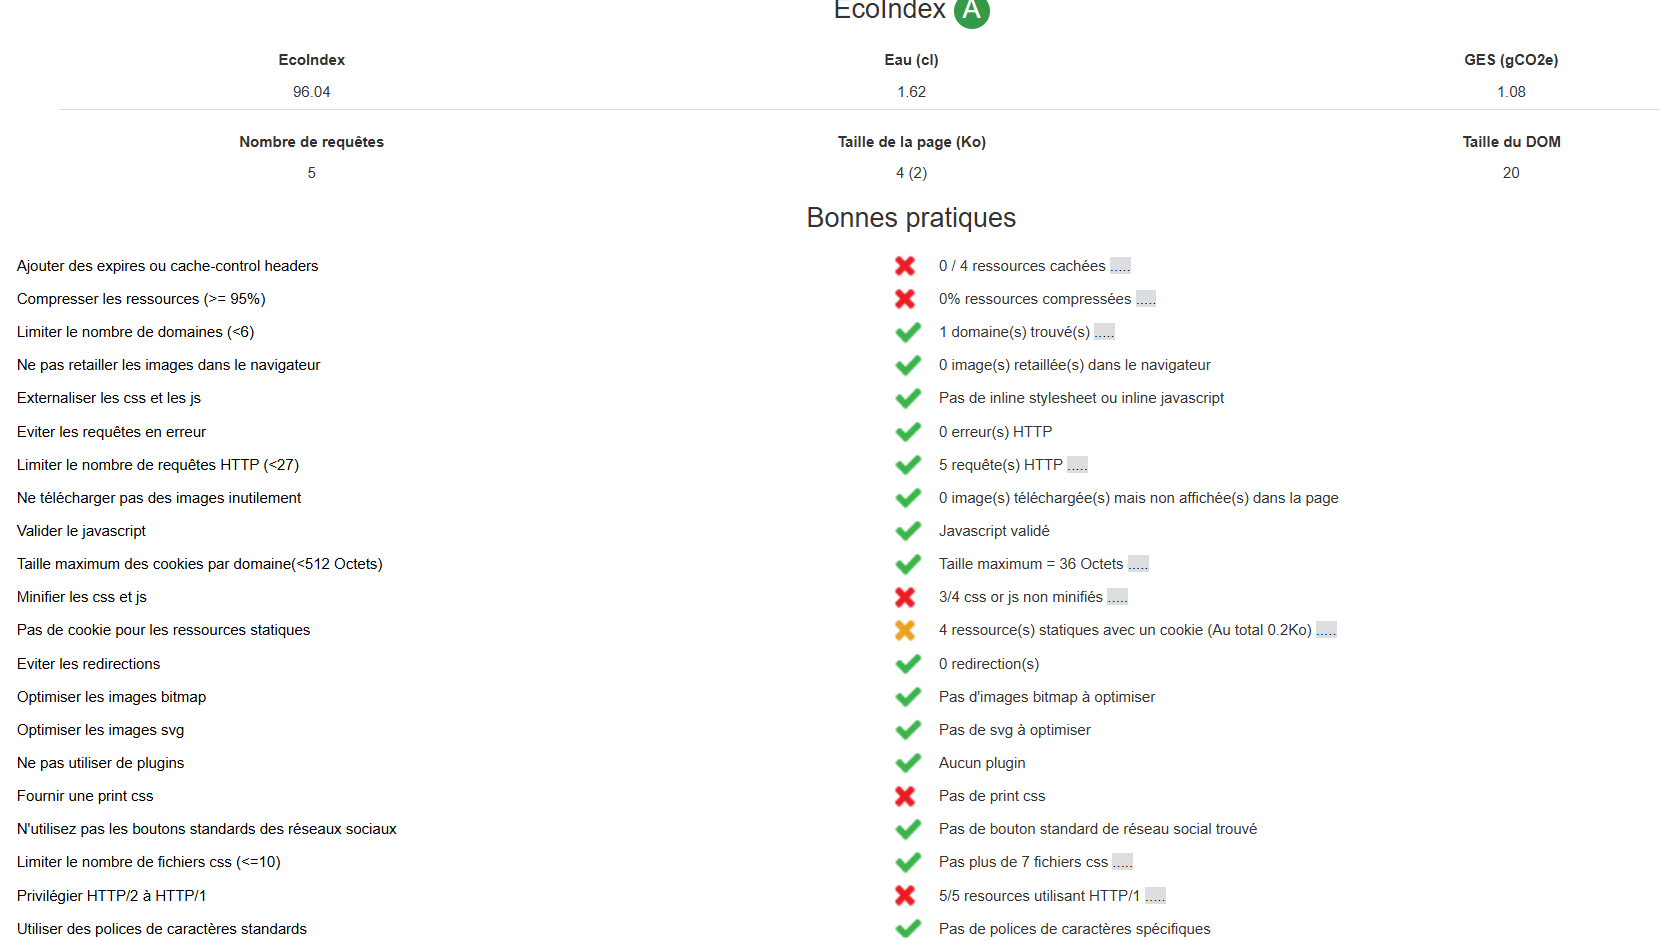 EcoIndex A
EcoIndex Eau (cl) GES (gCO2e)
96.04 1.62 1.08
Nombre de requêtes Taille de la page (Ko) Taille du DOM
5 4 (2) 20
Bonnes pratiques
Ajouter des expires ou cache-control headers 0 / 4 ressources cachées .....
Compresser les ressources (>= 95%) 0% ressources compressées .....
Limiter le nombre de domaines (<6) 1 domaine(s) trouvé(s) .....
Ne pas retailler les images dans le navigateur 0 image(s) retaillée(s) dans le navigateur
Externaliser les css et les js Pas de inline stylesheet ou inline javascript
Eviter les requêtes en erreur 0 erreur(s) HTTP
Limiter le nombre de requêtes HTTP (<27) 5 requête(s) HTTP .....
Ne télécharger pas des images inutilement 0 image(s) téléchargée(s) mais non affichée(s) dans la page
Valider le javascript Javascript validé
Taille maximum des cookies par domaine(<512 Octets) Taille maximum = 36 Octets .....
Minifier les css et js 3/4 css or js non minifiés .....
Pas de cookie pour les ressources statiques 4 ressource(s) statiques avec un cookie (Au total 0.2Ko) .....
Eviter les redirections 0 redirection(s)
Optimiser les images bitmap Pas d'images bitmap à optimiser
Optimiser les images svg Pas de svg à optimiser
Ne pas utiliser de plugins Aucun plugin
Fournir une print css Pas de print css
N'utilisez pas les boutons standards des réseaux sociaux Pas de bouton standard de réseau social trouvé
Limiter le nombre de fichiers css (<=10) Pas plus de 7 fichiers css .....
Privilégier HTTP/2 à HTTP/1 5/5 resources utilisant HTTP/1 .....
Utiliser des polices de caractères standards Pas de polices de caractères spécifiques